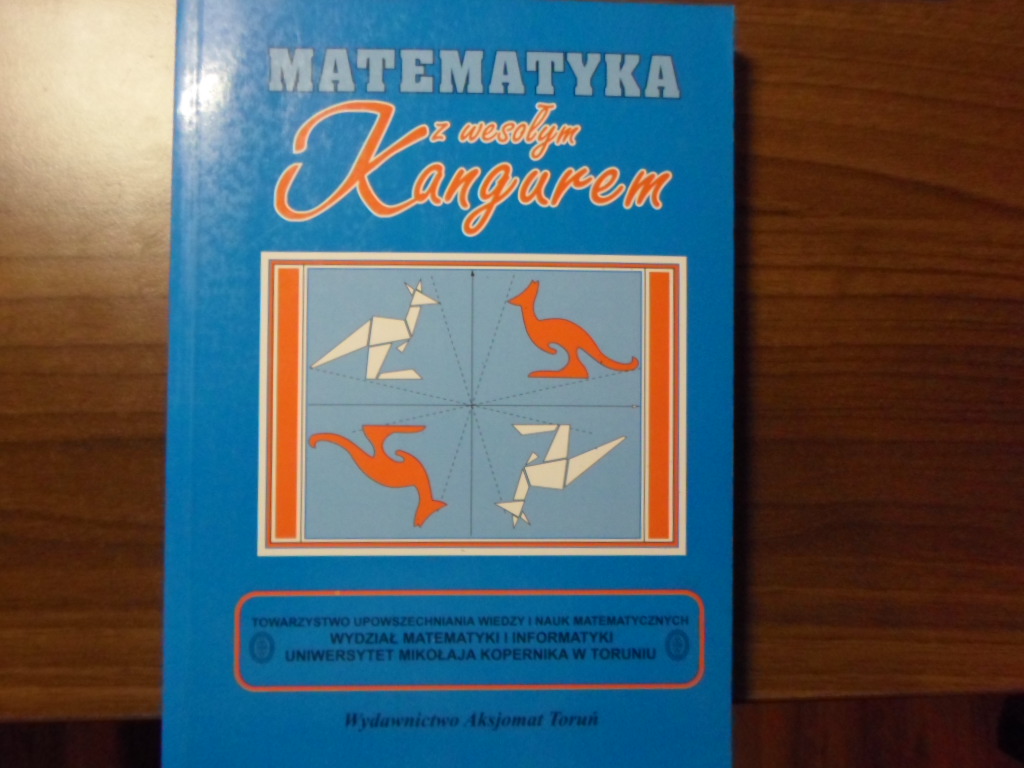 MATEMATYKA
z wesołym
Kangurem
TOWARZYSTWO UPOWSZECHNIANIA WIEDZY I NAUK MATEMATYCZNYCH
WYDZIAŁ MATEMATYKI I INFORMATYKI
UNIWERSYTET MIKOŁAJA KOPERNIKA W TORUNIU
Wydawnictwo Aksjomat Toruń